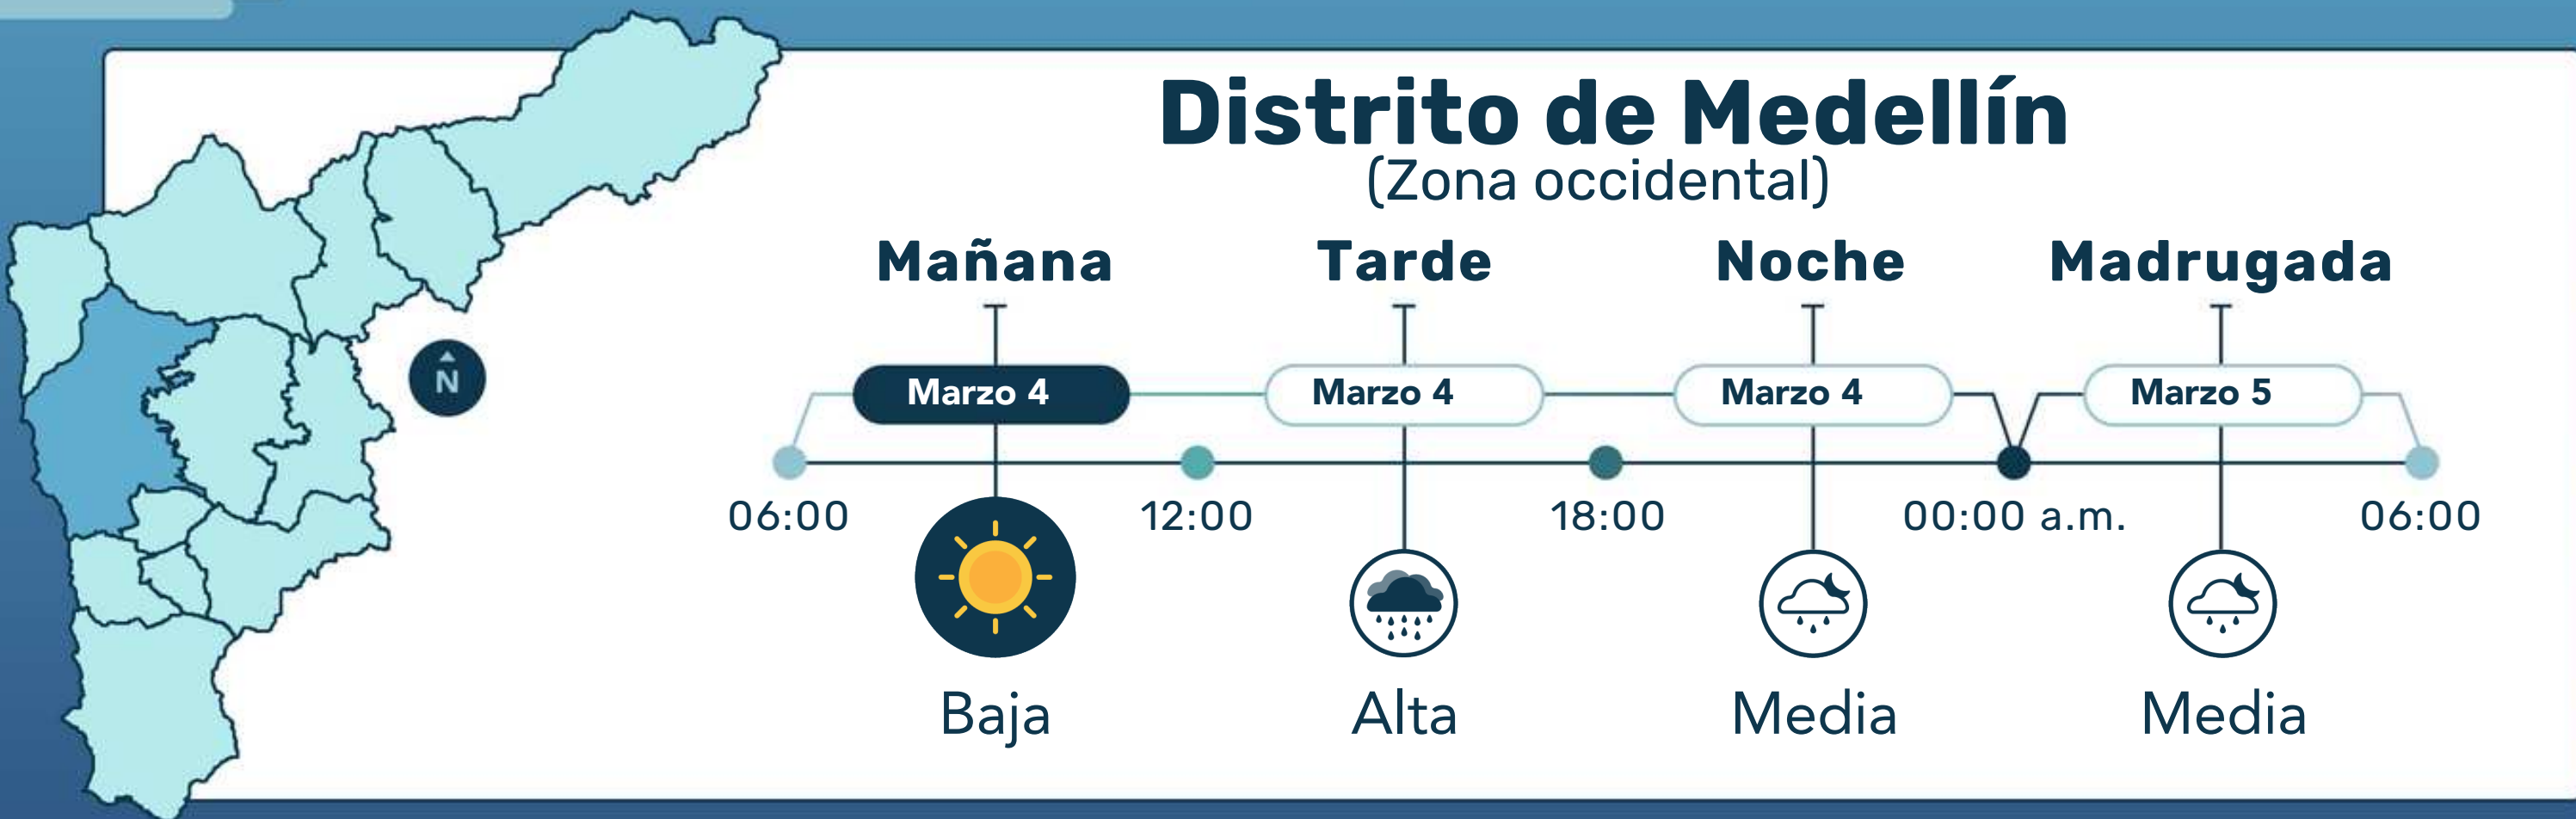 Distrito de Medellín
(Zona occidental)
Mañana Tarde Noche Madrugada
Marzo 4 Marzo 4 Marzo 4 Marzo 5
N
06:00 12:00 18:00 00:00 a.m. 06:00
Baja Alta Media Media